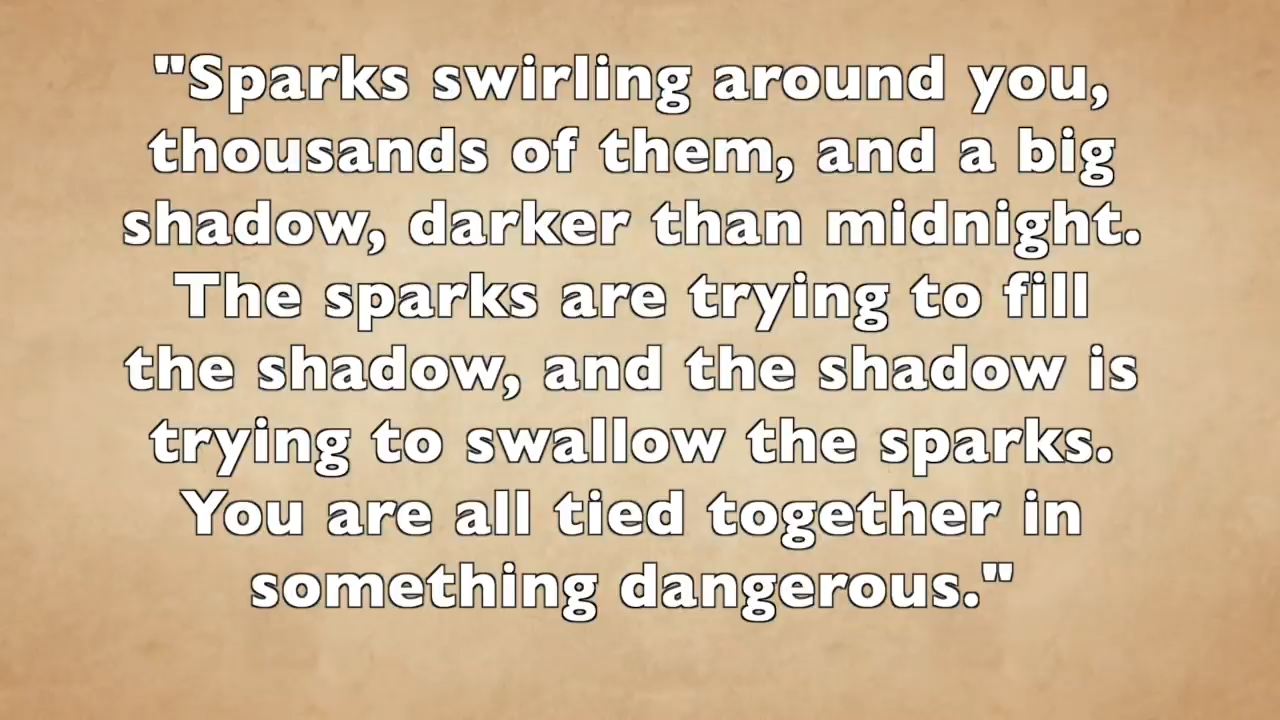 "Sparks swirling around you,
thousands of them, and a big
shadow, darker than midnight.
The sparks are trying to fill
the shadow, and the shadow is
trying to swallow the sparks.
You are all tied together in
something dangerous."